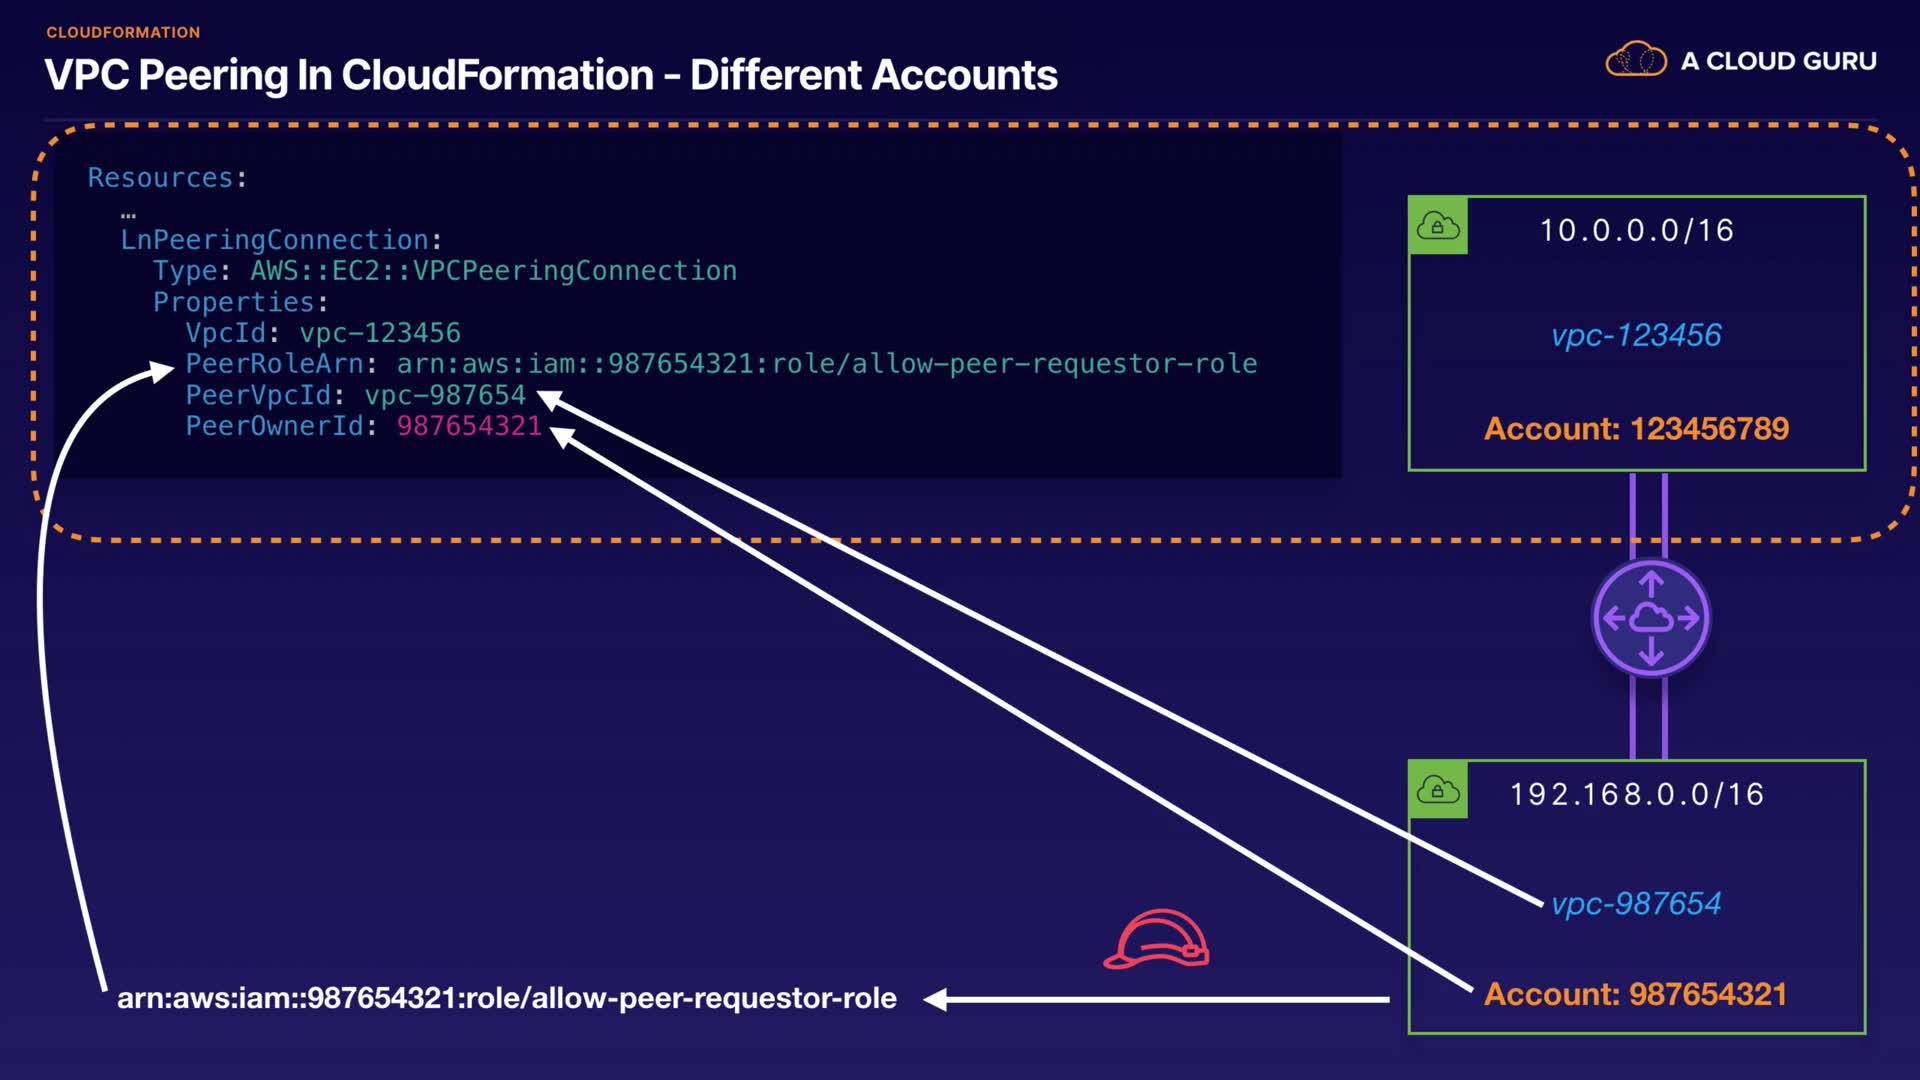 CLOUDFORMATION
VPC Peering In CloudFormation - Different Accounts
A CLOUD GURU
Resources:
…
LnPeeringConnection:
Type: AWS::EC2::VPCPeeringConnection
Properties:
VpcId: vpc-123456
PeerRoleArn: arn:aws:iam::987654321:role/allow-peer-requestor-role
PeerVpcId: vpc-987654
PeerOwnerId: 987654321
10.0.0.0/16
vpc-123456
Account: 123456789
192.168.0.0/16
vpc-987654
Account: 987654321
arn:aws:iam::987654321:role/allow-peer-requestor-role